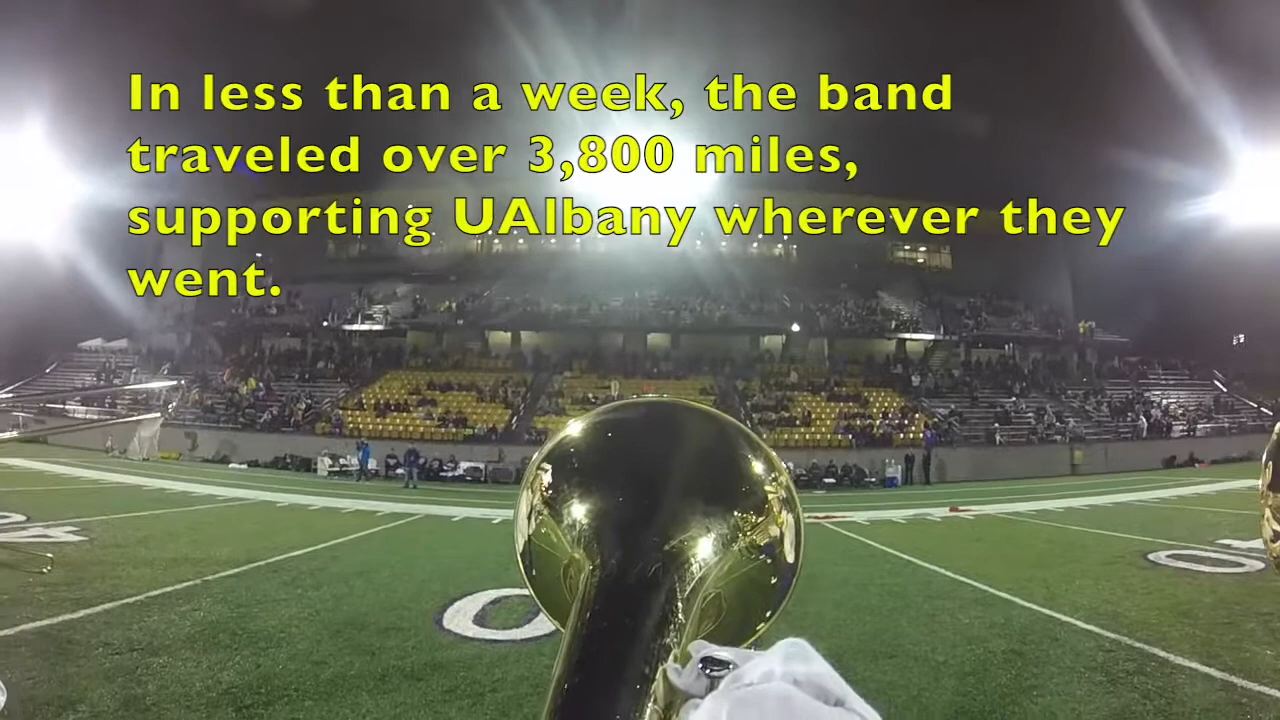 In less than a week, the band
traveled over 3,800 miles,
supporting UAlbany wherever they
went.